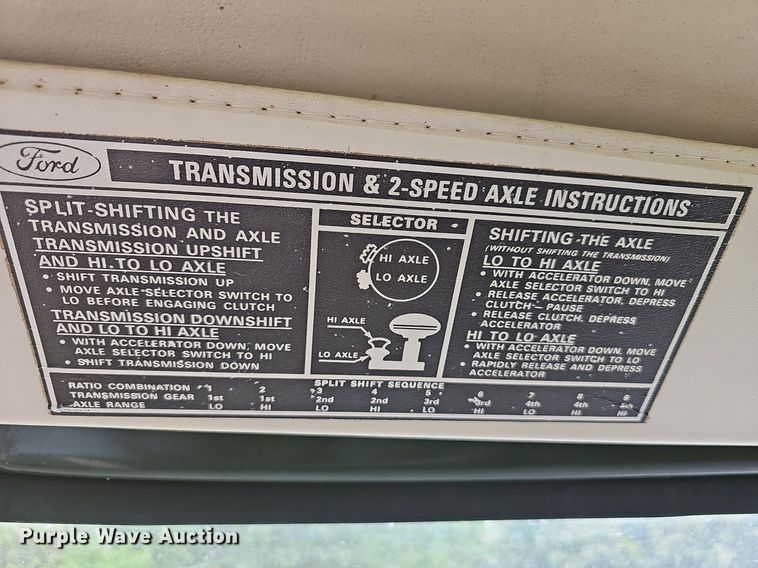 Ford
TRANSMISSION & 2-SPEED AXLE INSTRUCTIONS
SPLIT-SHIFTING THE
TRANSMISSION AND AXLE
TRANSMISSION UPSHIFT
AND HI TO LO AXLE
• SHIFT TRANSMISSION UP
• MOVE AXLE SELECTOR SWITCH TO
LO BEFORE ENGAGING CLUTCH
TRANSMISSION DOWNSHIFT
AND LO TO HI AXLE
• WITH ACCELERATOR DOWN, MOVE
AXLE SELECTOR SWITCH TO HI
• SHIFT TRANSMISSION DOWN
SELECTOR
HI AXLE
LO AXLE
HI AXLE
LO AXLE
SHIFTING THE AXLE
(WITHOUT SHIFTING THE TRANSMISSION)
LO TO HI AXLE
• WITH ACCELERATOR DOWN, MOVE
AXLE SELECTOR SWITCH TO HI
• RELEASE ACCELERATOR, DEPRESS
CLUTCH - PAUSE
• RELEASE CLUTCH, DEPRESS
ACCELERATOR
HI TO LO AXLE
• WITH ACCELERATOR DOWN, MOVE
AXLE SELECTOR SWITCH TO LO
• RAPIDLY RELEASE AND DEPRESS
ACCELERATOR
SPLIT SHIFT SEQUENCE
RATIO COMBINATION 1 2 3 4 5 6 7 8 9
TRANSMISSION GEAR 1st 1st 2nd 2nd 3rd 3rd 4th 4th 5th
AXLE RANGE LO HI LO HI LO HI LO HI HI
Purple Wave Auction